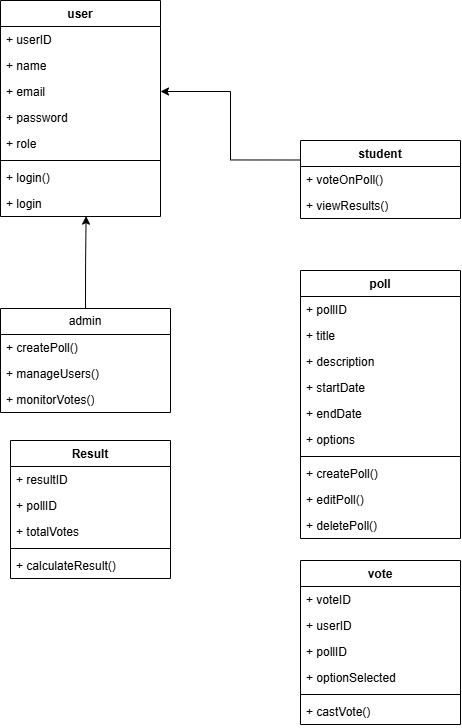 user
+ userID
+ name
+ email
+ password
+ role
+ login()
+ login
student
+ voteOnPoll()
+ viewResults()
admin
+ createPoll()
+ manageUsers()
+ monitorVotes()
poll
+ pollID
+ title
+ description
+ startDate
+ endDate
+ options
+ createPoll()
+ editPoll()
+ deletePoll()
Result
+ resultID
+ pollID
+ totalVotes
+ calculateResult()
vote
+ voteID
+ userID
+ pollID
+ optionSelected
+ castVote()